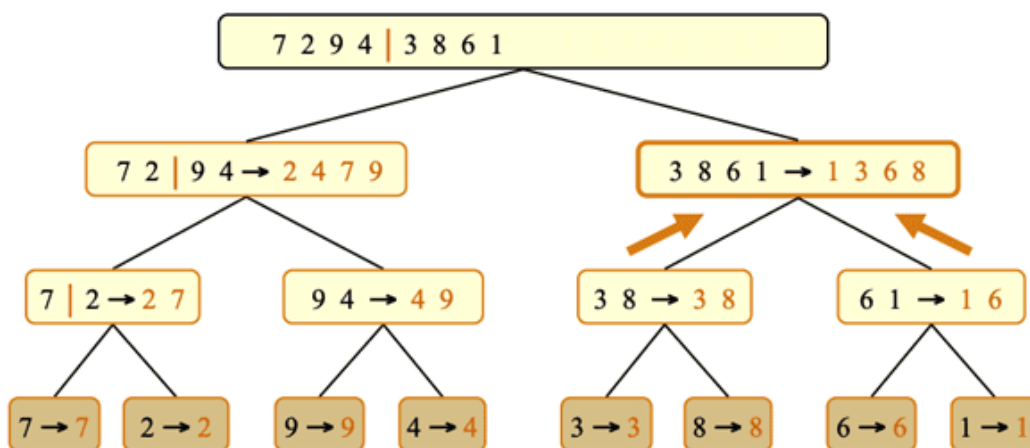 7 2 9 4 | 3 8 6 1
7 2 | 9 4 → 2 4 7 9
3 8 6 1 → 1 3 6 8
7 | 2 → 2 7
9 4 → 4 9
3 8 → 3 8
6 1 → 1 6
7 → 7
2 → 2
9 → 9
4 → 4
3 → 3
8 → 8
6 → 6
1 → 1